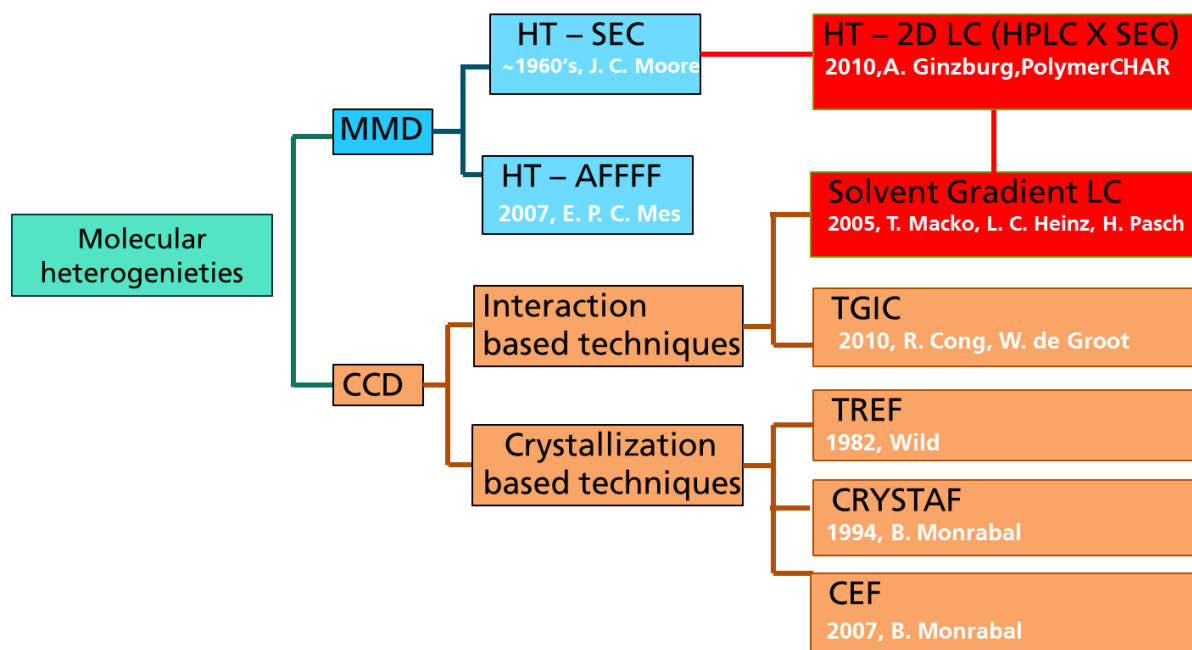 HT – SEC
~1960's, J. C. Moore
HT – 2D LC (HPLC X SEC)
2010,A. Ginzburg,PolymerCHAR
MMD
HT – AFFFF
2007, E. P. C. Mes
Solvent Gradient LC
2005, T. Macko, L. C. Heinz, H. Pasch
Molecular
heterogenieties
Interaction
based techniques
TGIC
2010, R. Cong, W. de Groot
CCD
TREF
1982, Wild
Crystallization
based techniques
CRYSTAF
1994, B. Monrabal
CEF
2007, B. Monrabal